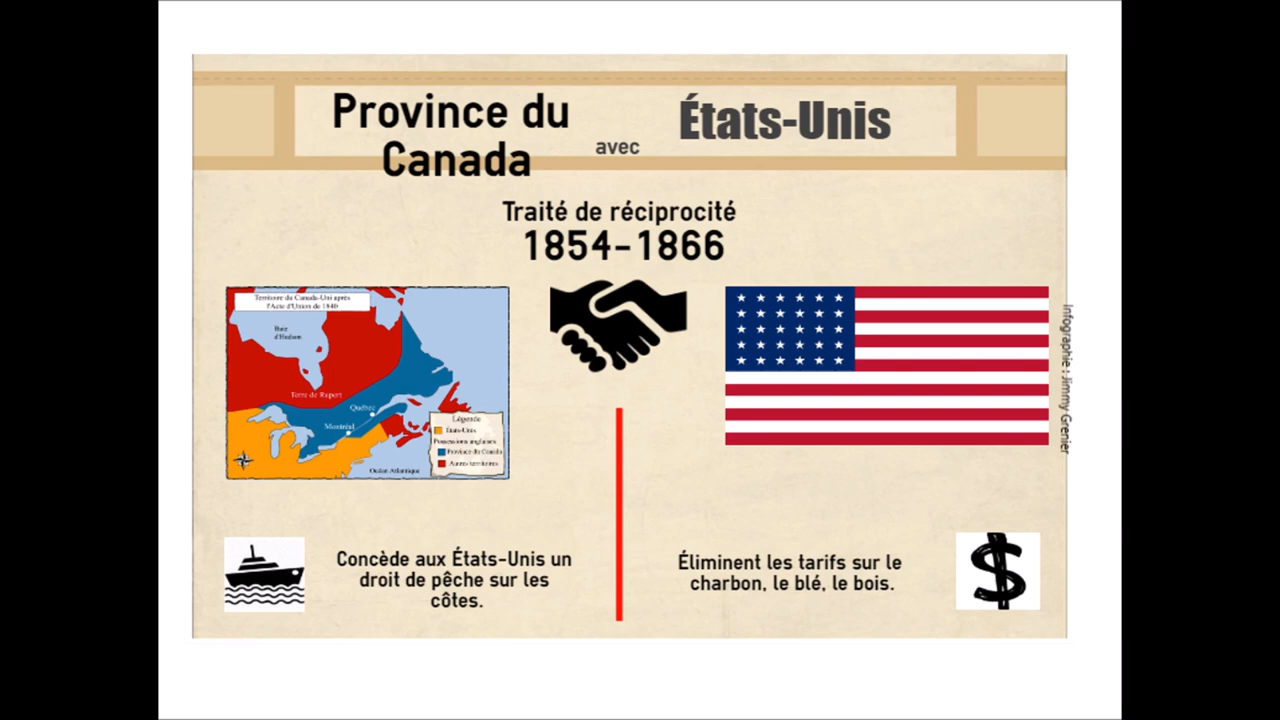 Province du
Canada
avec
États-Unis
Traité de réciprocité
1854-1866
Territoire du Canada-Uni après
l'Acte d'Union de 1840
Baie
d'Hudson
Terre de Rupert
Québec
Montréal
Océan Atlantique
Légende
États-Unis
Possessions anglaises
Province du Canada
Autres territoires
Infographie : Jimmy Grenier
Concède aux États-Unis un
droit de pêche sur les
côtes.
Éliminent les tarifs sur le
charbon, le blé, le bois.
$